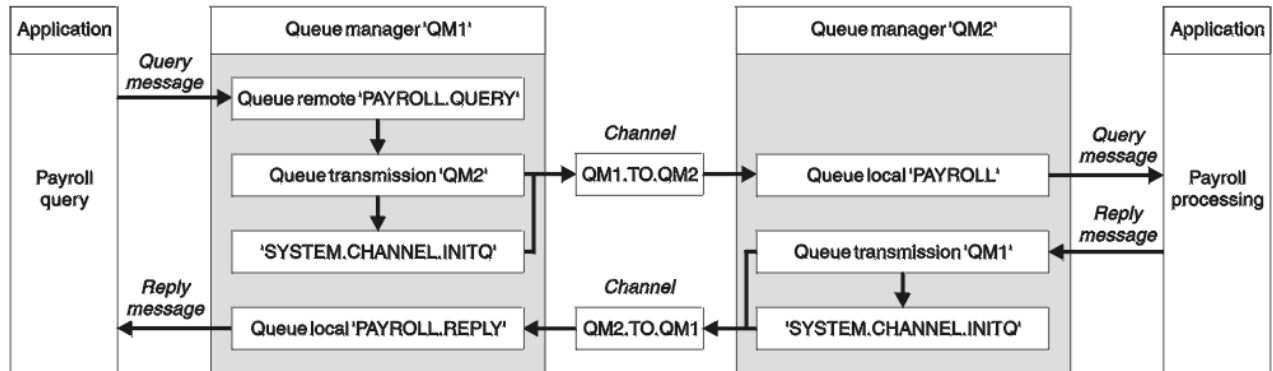 Application
Queue manager 'QM1'
Queue manager 'QM2'
Application
Query
message
Queue remote 'PAYROLL.QUERY'
Channel
Query
message
Payroll
query
Queue transmission 'QM2'
QM1.TO.QM2
Queue local 'PAYROLL'
Payroll
processing
Reply
message
'SYSTEM.CHANNEL.INITQ'
Queue transmission 'QM1'
Reply
message
Channel
Queue local 'PAYROLL.REPLY'
QM2.TO.QM1
'SYSTEM.CHANNEL.INITQ'